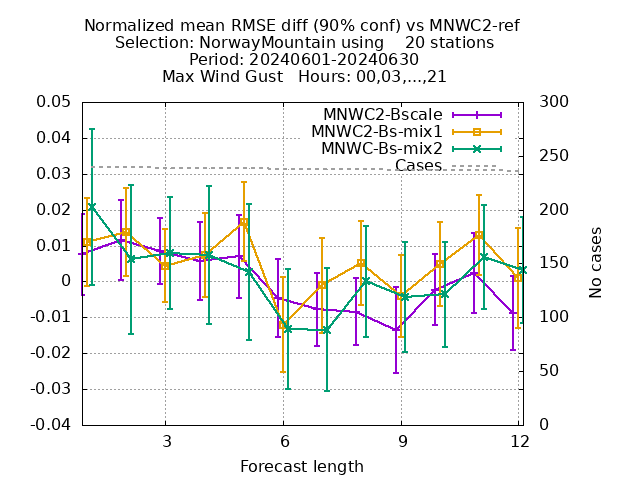 Normalized mean RMSE diff (90% conf) vs MNWC2-ref
Selection: NorwayMountain using 20 stations
Period: 20240601-20240630
Max Wind Gust Hours: 00,03,...,21
MNWC2-Bscale
MNWC2-Bs-mix1
MNWC-Bs-mix2
Cases
0.05
0.04
0.03
0.02
0.01
0
-0.01
-0.02
-0.03
-0.04
300
250
200
150
100
50
0
No cases
3 6 9 12
Forecast length